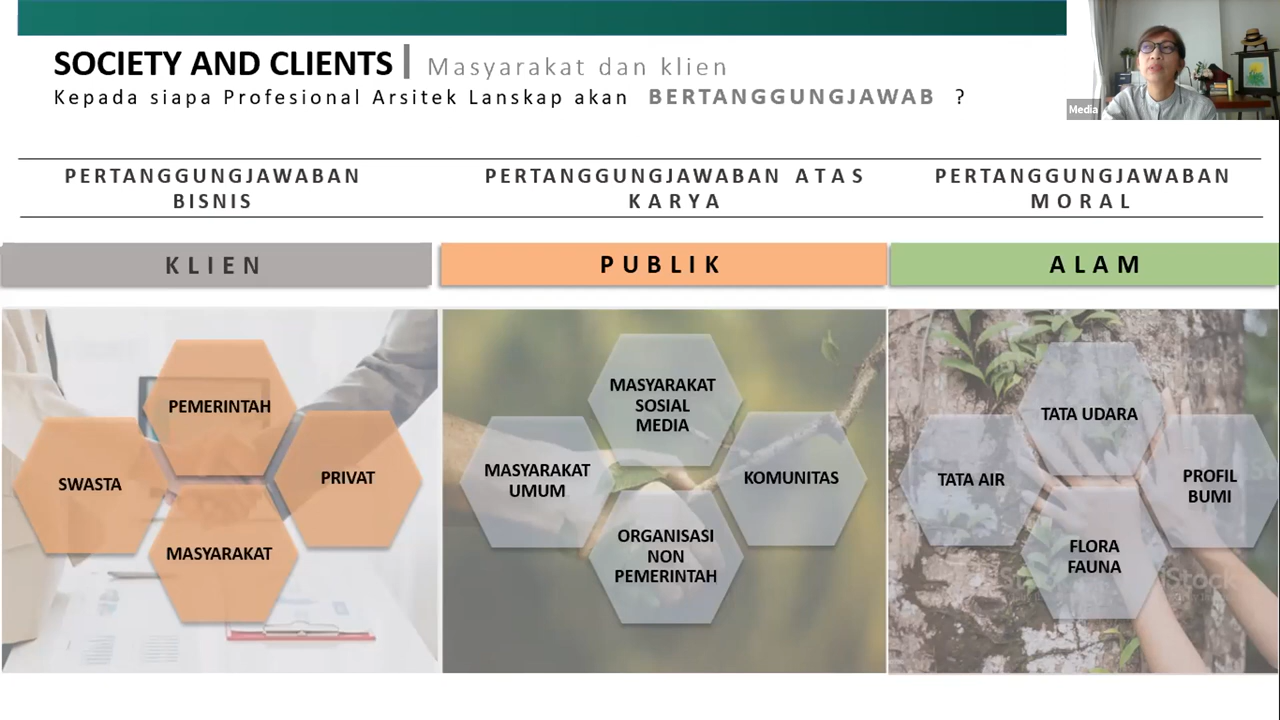 SOCIETY AND CLIENTS | Masyarakat dan klien
Kepada siapa Profesional Arsitek Lanskap akan BERTANGGUNGJAWAB ?
Media
PERTANGGUNGJAWABAN
BISNIS
PERTANGGUNGJAWABAN ATAS
KARYA
PERTANGGUNGJAWABAN
MORAL
KLIEN
PUBLIK
ALAM
PEMERINTAH
SWASTA
PRIVAT
MASYARAKAT
MASYARAKAT
SOSIAL
MEDIA
MASYARAKAT
UMUM
KOMUNITAS
ORGANISASI
NON
PEMERINTAH
TATA UDARA
TATA AIR
PROFIL
BUMI
FLORA
FAUNA
iStock